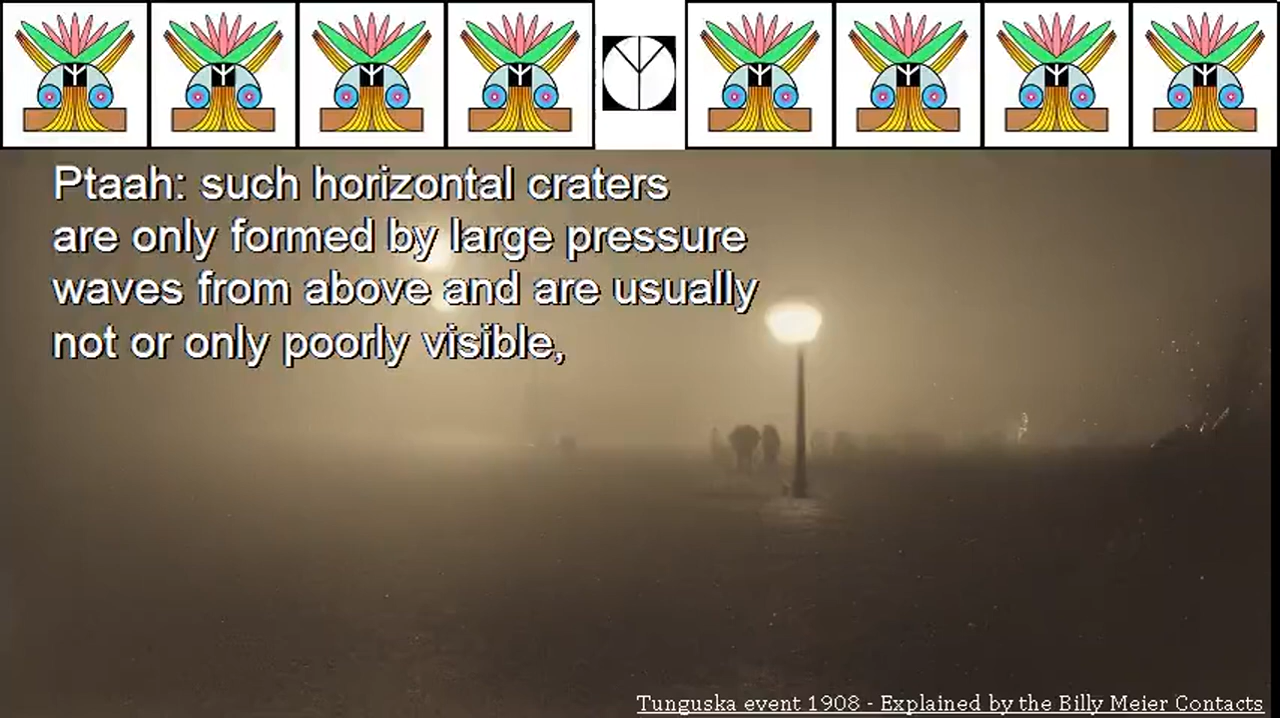 Ptaah: such horizontal craters
are only formed by large pressure
waves from above and are usually
not or only poorly visible,
Tunguska event 1908 - Explained by the Billy Meier Contacts